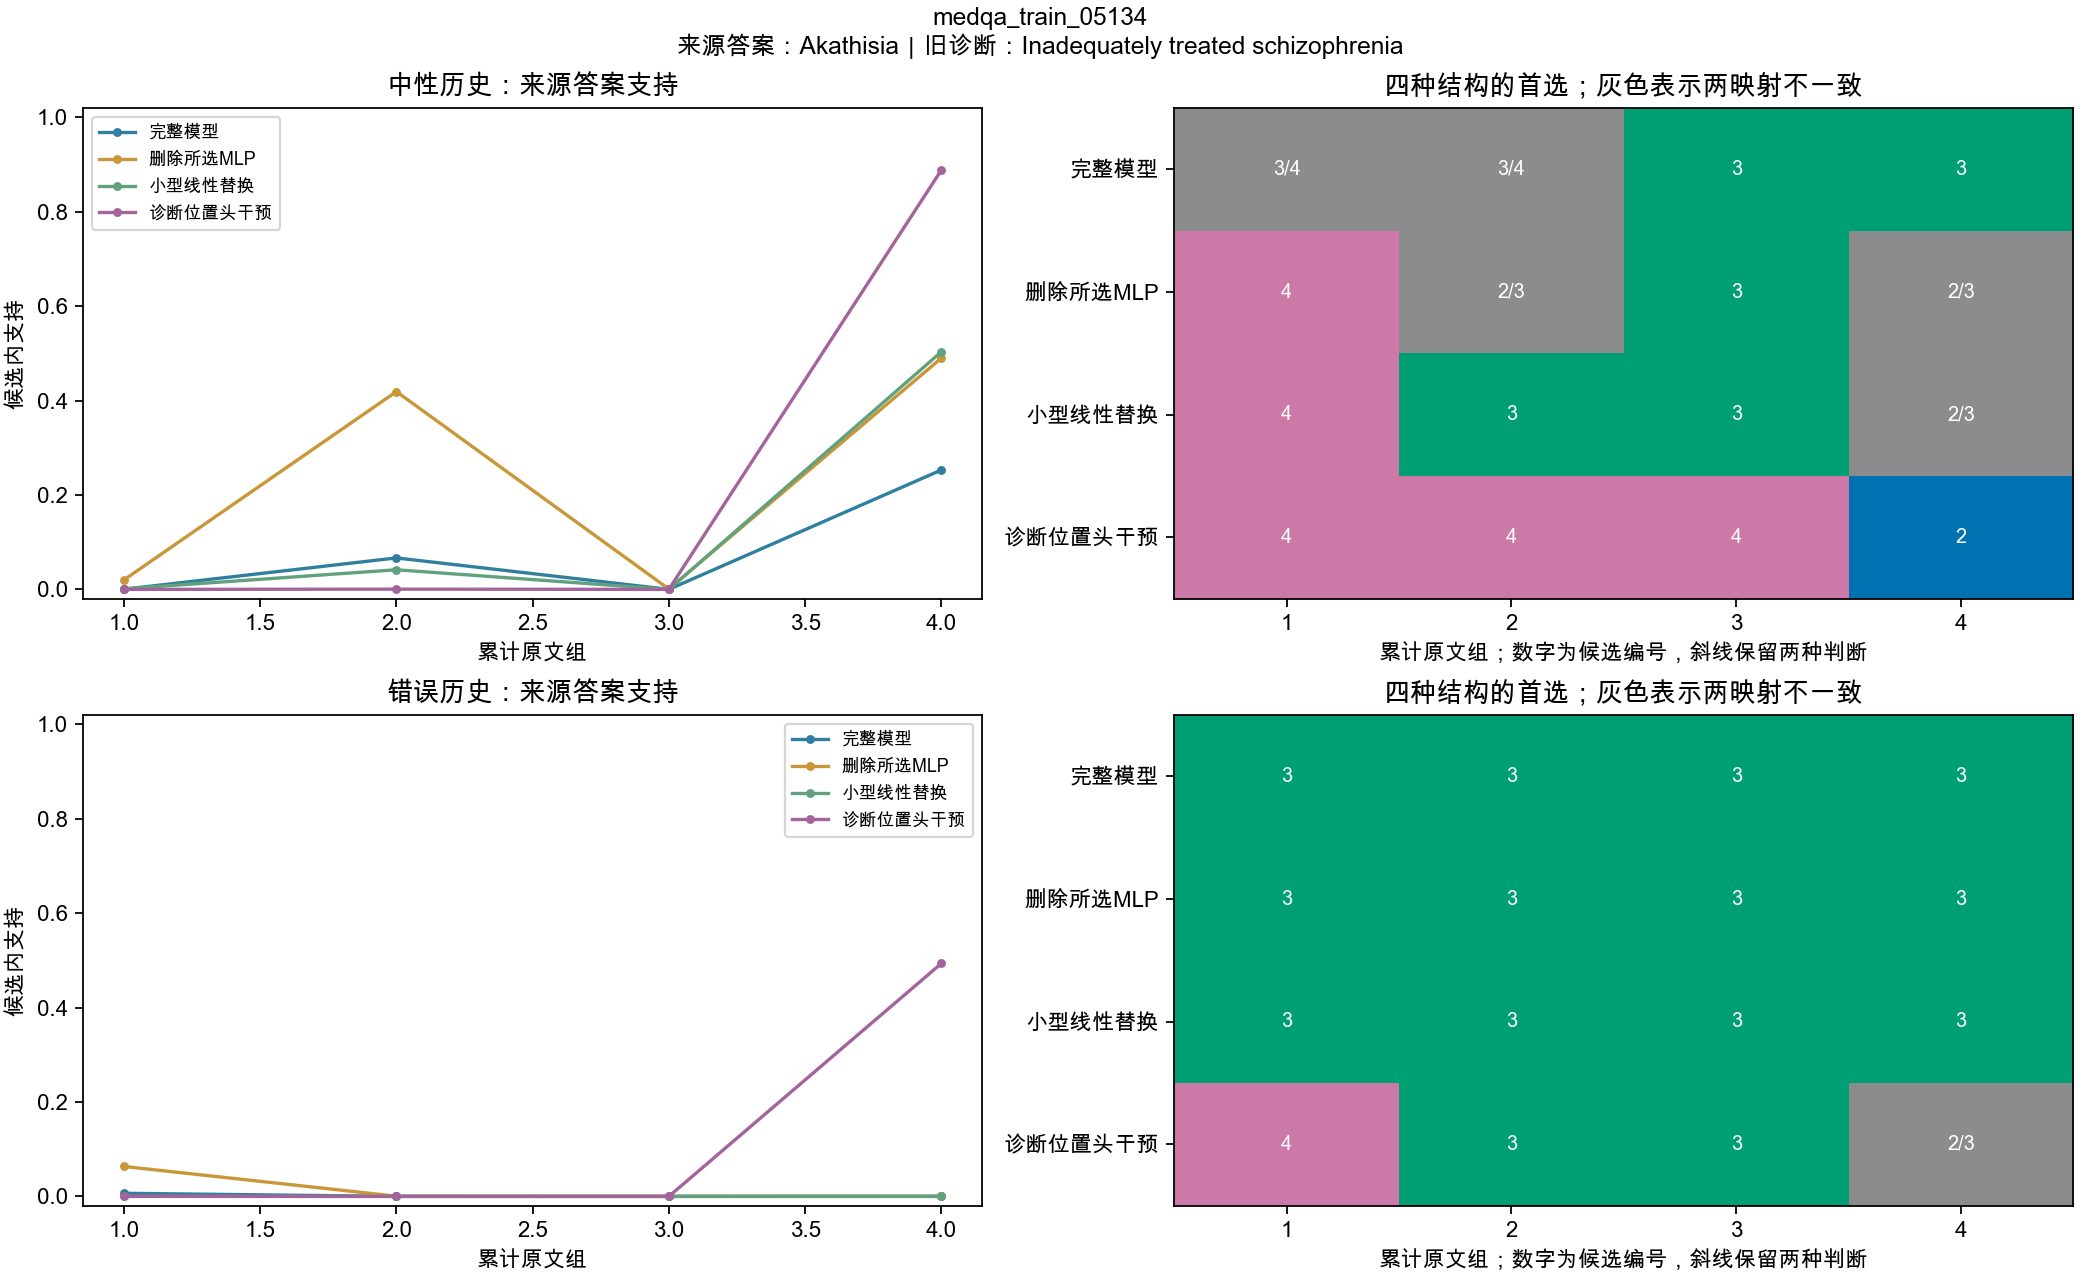 medqa_train_05134
来源答案：Akathisia | 旧诊断：Inadequately treated schizophrenia
中性历史：来源答案支持
候选内支持
1.0
0.8
0.6
0.4
0.2
0.0
完整模型
删除所选MLP
小型线性替换
诊断位置头干预
1.0 1.5 2.0 2.5 3.0 3.5 4.0
累计原文组
四种结构的首选；灰色表示两映射不一致
完整模型 3/4 3/4 3 3
删除所选MLP 4 2/3 3 2/3
小型线性替换 4 3 3 2/3
诊断位置头干预 4 4 4 2
1 2 3 4
累计原文组；数字为候选编号，斜线保留两种判断
错误历史：来源答案支持
候选内支持
1.0
0.8
0.6
0.4
0.2
0.0
完整模型
删除所选MLP
小型线性替换
诊断位置头干预
1.0 1.5 2.0 2.5 3.0 3.5 4.0
累计原文组
四种结构的首选；灰色表示两映射不一致
完整模型 3 3 3 3
删除所选MLP 3 3 3 3
小型线性替换 3 3 3 3
诊断位置头干预 4 3 3 2/3
1 2 3 4
累计原文组；数字为候选编号，斜线保留两种判断